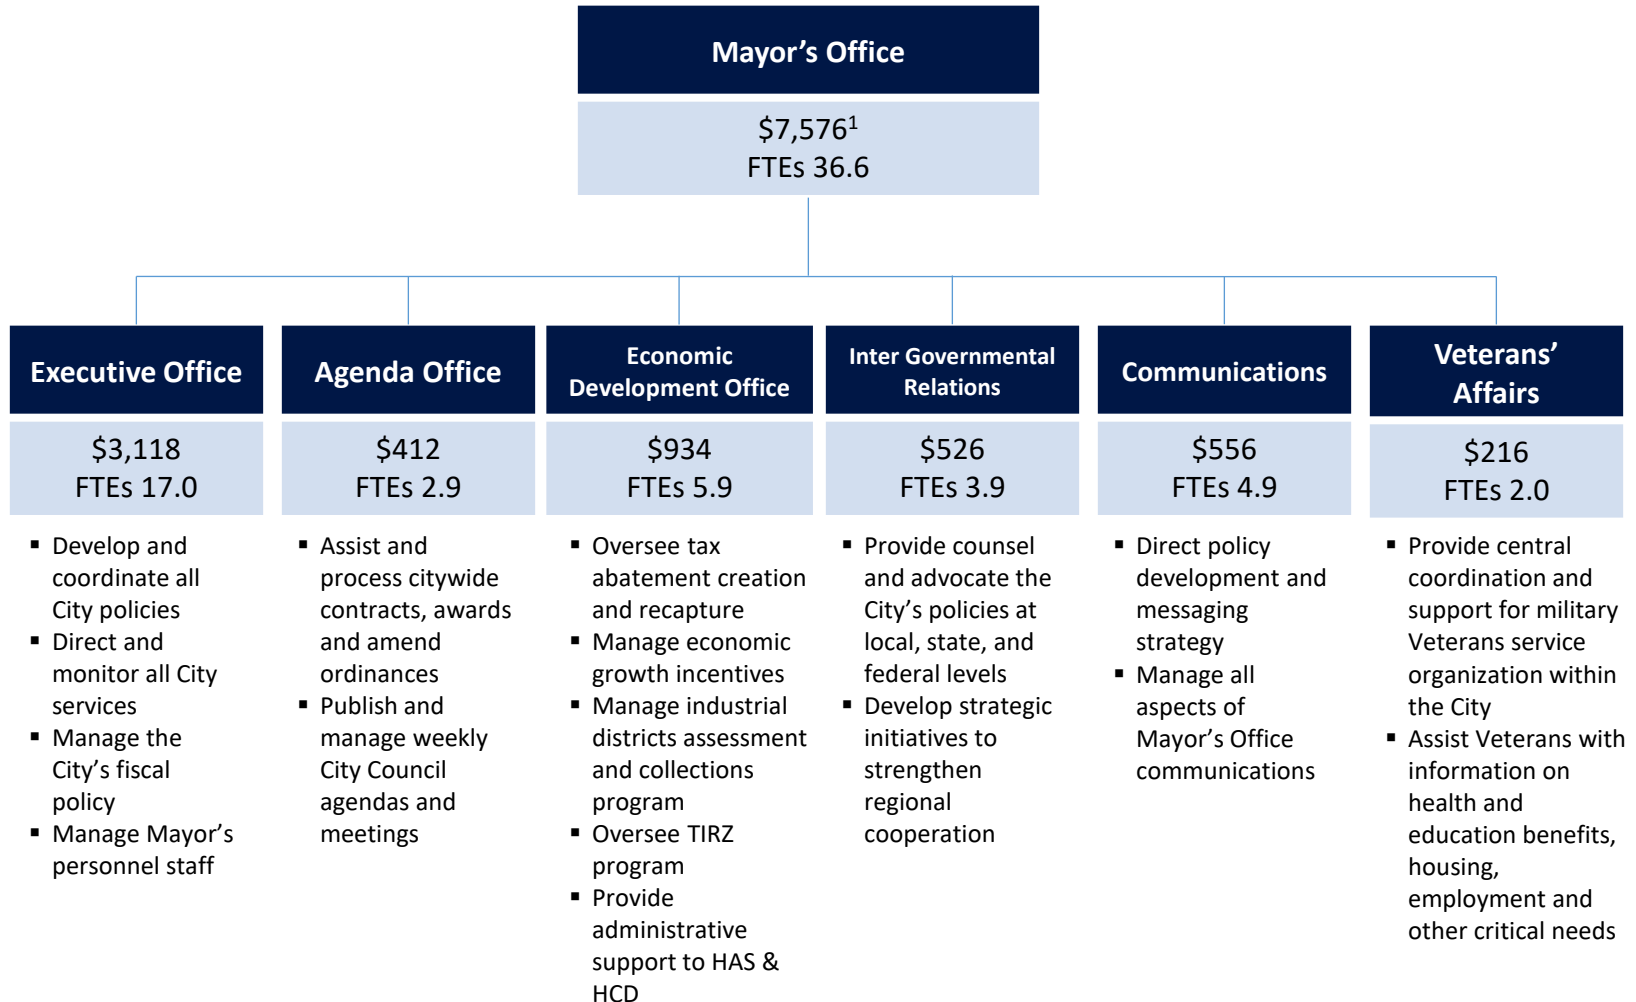 Mayor’s Office
$7,576¹
FTEs 36.6
Executive Office
$3,118
FTEs 17.0
▪ Develop and
coordinate all
City policies
▪ Direct and
monitor all City
services
▪ Manage the
City’s fiscal
policy
▪ Manage Mayor’s
personnel staff
Agenda Office
$412
FTEs 2.9
▪ Assist and
process citywide
contracts, awards
and amend
ordinances
▪ Publish and
manage weekly
City Council
agendas and
meetings
Economic
Development Office
$934
FTEs 5.9
▪ Oversee tax
abatement creation
and recapture
▪ Manage economic
growth incentives
▪ Manage industrial
districts assessment
and collections
program
▪ Oversee TIRZ
program
▪ Provide
administrative
support to HAS &
HCD
Inter Governmental
Relations
$526
FTEs 3.9
▪ Provide counsel
and advocate the
City’s policies at
local, state, and
federal levels
▪ Develop strategic
initiatives to
strengthen
regional
cooperation
Communications
$556
FTEs 4.9
▪ Direct policy
development and
messaging
strategy
▪ Manage all
aspects of
Mayor’s Office
communications
Veterans’
Affairs
$216
FTEs 2.0
▪ Provide central
coordination and
support for military
Veterans service
organization within
the City
▪ Assist Veterans with
information on
health and
education benefits,
housing,
employment and
other critical needs